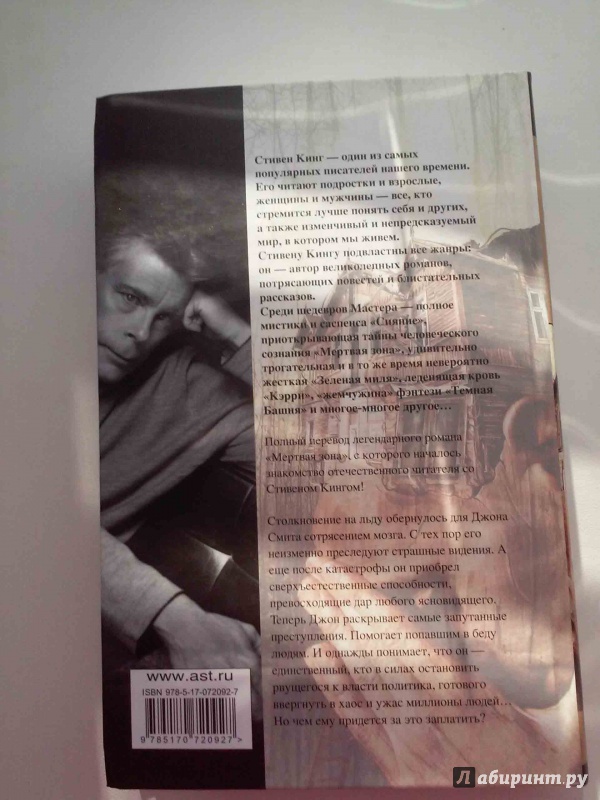 Стивен Кинг — один из самых
популярных писателей нашего времени.
Его читают подростки и взрослые,
женщины и мужчины — все, кто
стремится лучше понять себя и других,
а также изменчивый и непредсказуемый
мир, в котором мы живем.
Стивену Кингу подвластны все жанры:
он — автор великолепных романов,
потрясающих повестей и блистательных
рассказов.
Среди шедевров Мастера — полное
мистики и саспенса «Сияние»,
приоткрывающая тайны человеческого
сознания «Мертвая зона», удивительно
трогательная и в то же время невероятно
жесткая «Зеленая миля», леденящая кровь
«Кэрри», «жемчужина» фэнтези «Темная
Башня» и многое-многое другое...
Полный перевод легендарного романа
«Мертвая зона», с которого началось
знакомство отечественного читателя со
Стивеном Кингом!
Столкновение на льду обернулось для Джона
Смита сотрясением мозга. С тех пор его
неизменно преследуют страшные видения. А
еще после катастрофы он приобрел
сверхъестественные способности,
превосходящие дар любого ясновидящего.
Теперь Джон раскрывает самые запутанные
преступления. Помогает попавшим в беду
людям. И однажды понимает, что он —
единственный, кто в силах остановить
рвущегося к власти политика, готового
ввергнуть в хаос и ужас миллионы людей...
Но чем ему придется за это заплатить?
www.ast.ru
ISBN 978-5-17-072092-7
9 785170 720927>
Лабиринт.ру